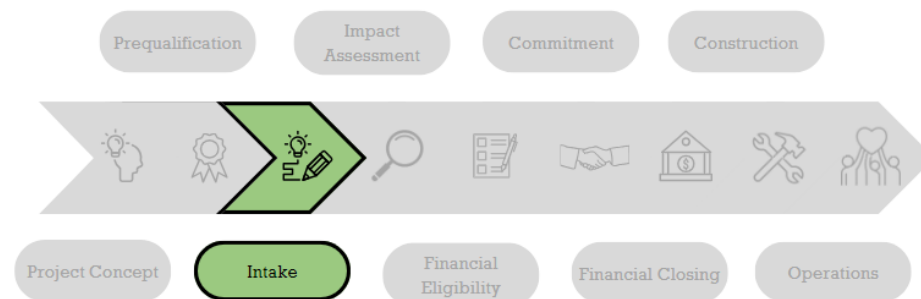 Prequalification
Impact
Assessment
Commitment
Construction
$
Project Concept
Intake
Financial
Eligibility
Financial Closing
Operations